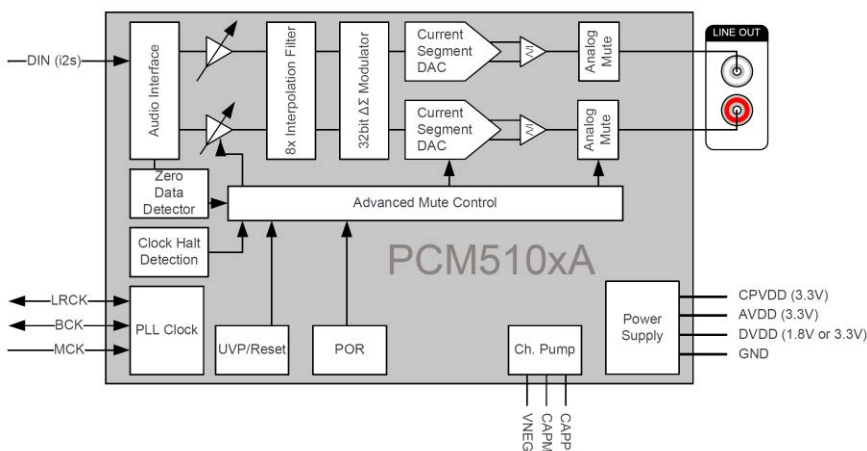 LINE OUT
DIN (i2s)
Audio Interface
8x Interpolation Filter
32bit ΔΣ Modulator
Current
Segment
DAC
I/V
Analog
Mute
Current
Segment
DAC
I/V
Analog
Mute
Zero
Data
Detector
Advanced Mute Control
Clock Halt
Detection
PCM510xA
LRCK
BCK
MCK
PLL Clock
UVP/Reset
POR
Ch. Pump
Power
Supply
CPVDD (3.3V)
AVDD (3.3V)
DVDD (1.8V or 3.3V)
GND
VNEG
CAPM
CAPP